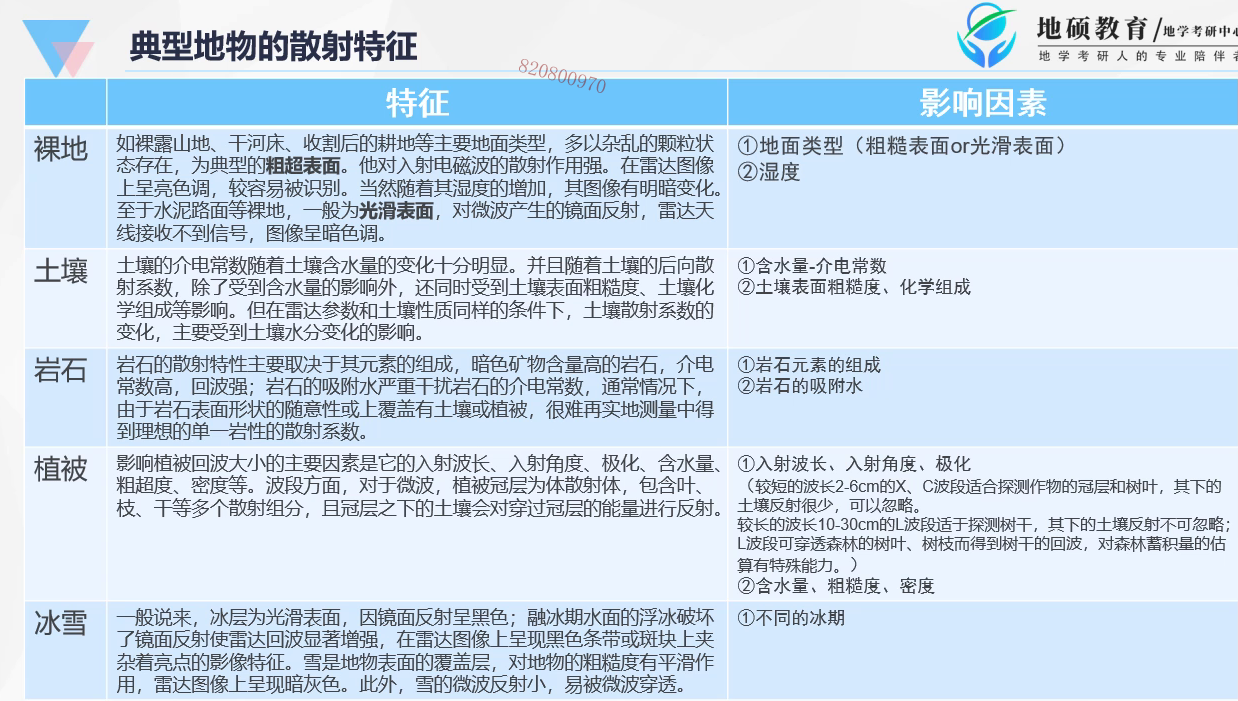 典型地物的散射特征
820800970
地硕教育/地学考研中心
地学考研人的专业陪伴者
特征
影响因素
裸地
如裸露山地、干河床、收割后的耕地等主要地面类型，多以杂乱的颗粒状
态存在，为典型的粗超表面。他对入射电磁波的散射作用强。在雷达图像
上呈亮色调，较容易被识别。当然随着其湿度的增加，其图像有明暗变化。
至于水泥路面等裸地，一般为光滑表面，对微波产生的镜面反射，雷达天
线接收不到信号，图像呈暗色调。
①地面类型（粗糙表面or光滑表面）
②湿度
土壤
土壤的介电常数随着土壤含水量的变化十分明显。并且随着土壤的后向散
射系数，除了受到含水量的影响外，还同时受到土壤表面粗糙度、土壤化
学组成等影响。但在雷达参数和土壤性质同样的条件下，土壤散射系数的
变化，主要受到土壤水分变化的影响。
①含水量-介电常数
②土壤表面粗糙度、化学组成
岩石
岩石的散射特性主要取决于其元素的组成，暗色矿物含量高的岩石，介电
常数高，回波强；岩石的吸附水严重干扰岩石的介电常数，通常情况下，
由于岩石表面形状的随意性或上覆盖有土壤或植被，很难再实地测量中得
到理想的单一岩性的散射系数。
①岩石元素的组成
②岩石的吸附水
植被
影响植被回波大小的主要因素是它的入射波长、入射角度、极化、含水量、
粗超度、密度等。波段方面，对于微波，植被冠层为体散射体，包含叶、
枝、干等多个散射组分，且冠层之下的土壤会对穿过冠层的能量进行反射。
①入射波长、入射角度、极化
（较短的波长2-6cm的X、C波段适合探测作物的冠层和树叶，其下的
土壤反射很少，可以忽略。
较长的波长10-30cm的L波段适于探测树干，其下的土壤反射不可忽略；
L波段可穿透森林的树叶、树枝而得到树干的回波，对森林蓄积量的估
算有特殊能力。）
②含水量、粗糙度、密度
冰雪
一般说来，冰层为光滑表面，因镜面反射呈黑色；融冰期水面的浮冰破坏
了镜面反射使雷达回波显著增强，在雷达图像上呈现黑色条带或斑块上夹
杂着亮点的影像特征。雪是地物表面的覆盖层，对地物的粗糙度有平滑作
用，雷达图像上呈现暗灰色。此外，雪的微波反射小，易被微波穿透。
①不同的冰期